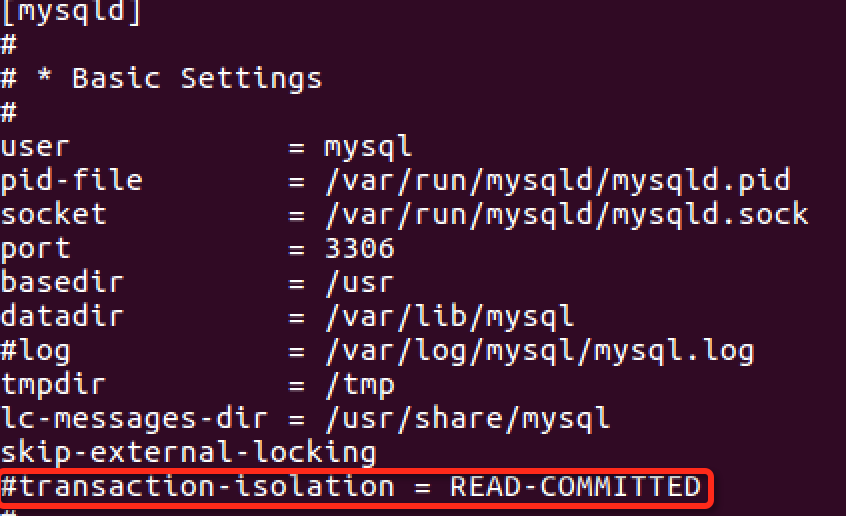 [mysqld]
#
# * Basic Settings
#
user            = mysql
pid-file        = /var/run/mysqld/mysqld.pid
socket          = /var/run/mysqld/mysqld.sock
port            = 3306
basedir         = /usr
datadir         = /var/lib/mysql
#log            = /var/log/mysql/mysql.log
tmpdir          = /tmp
lc-messages-dir = /usr/share/mysql
skip-external-locking
#transaction-isolation = READ-COMMITTED
#